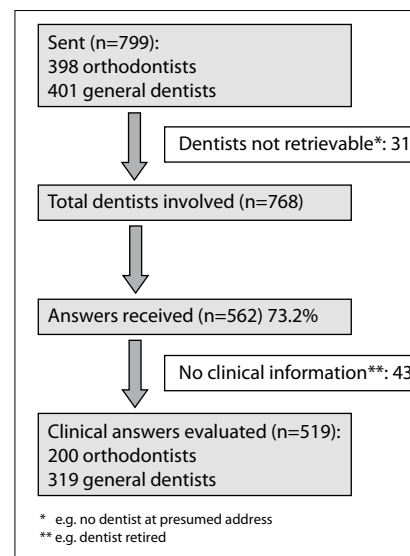 Sent (n=799):
398 orthodontists
401 general dentists
Dentists not retrievable*: 31
Total dentists involved (n=768)
Answers received (n=562) 73.2%
No clinical information**: 43
Clinical answers evaluated (n=519):
200 orthodontists
319 general dentists
* e.g. no dentist at presumed address
** e.g. dentist retired